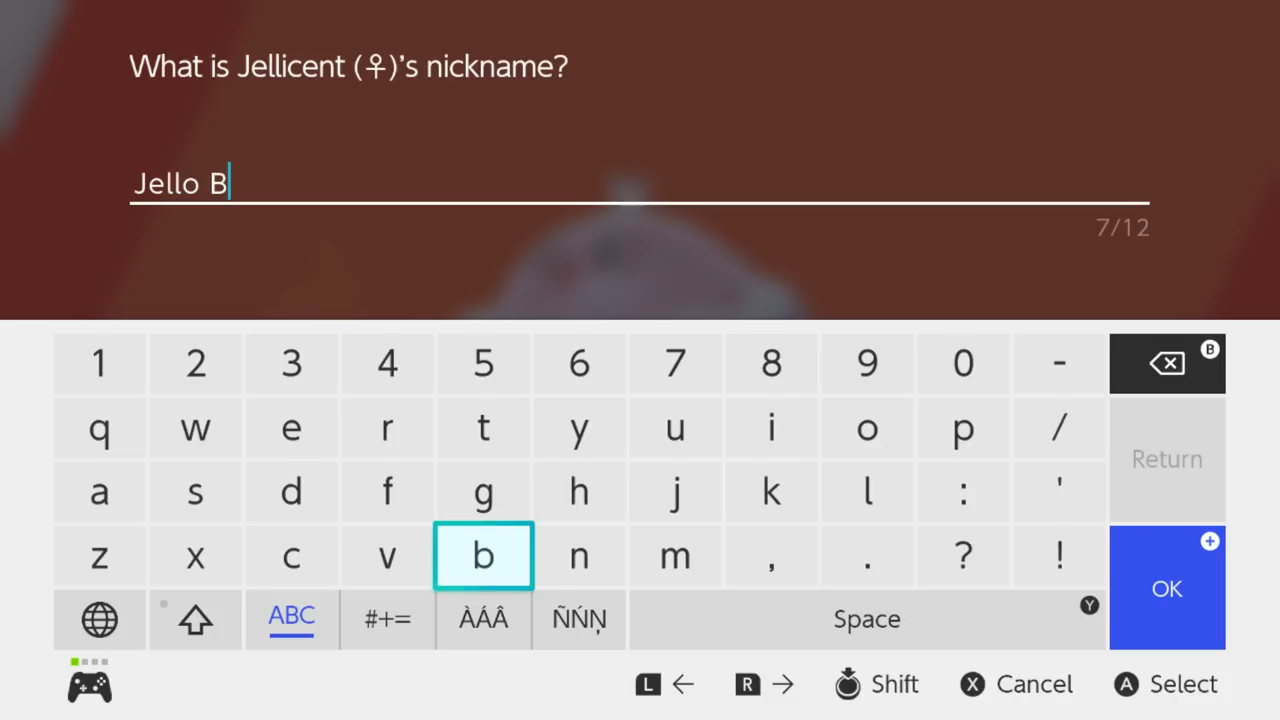 What is Jellicent (♀)'s nickname?
Jello B
7/12
1 2 3 4 5 6 7 8 9 0 - B
q w e r t y u i o p /
Return
a s d f g h j k l : '
z x c v b n m , . ? ! +
OK
ABC #+= ÀÁÂ ÑŃŅ Space Y
L ← R → Shift X Cancel A Select